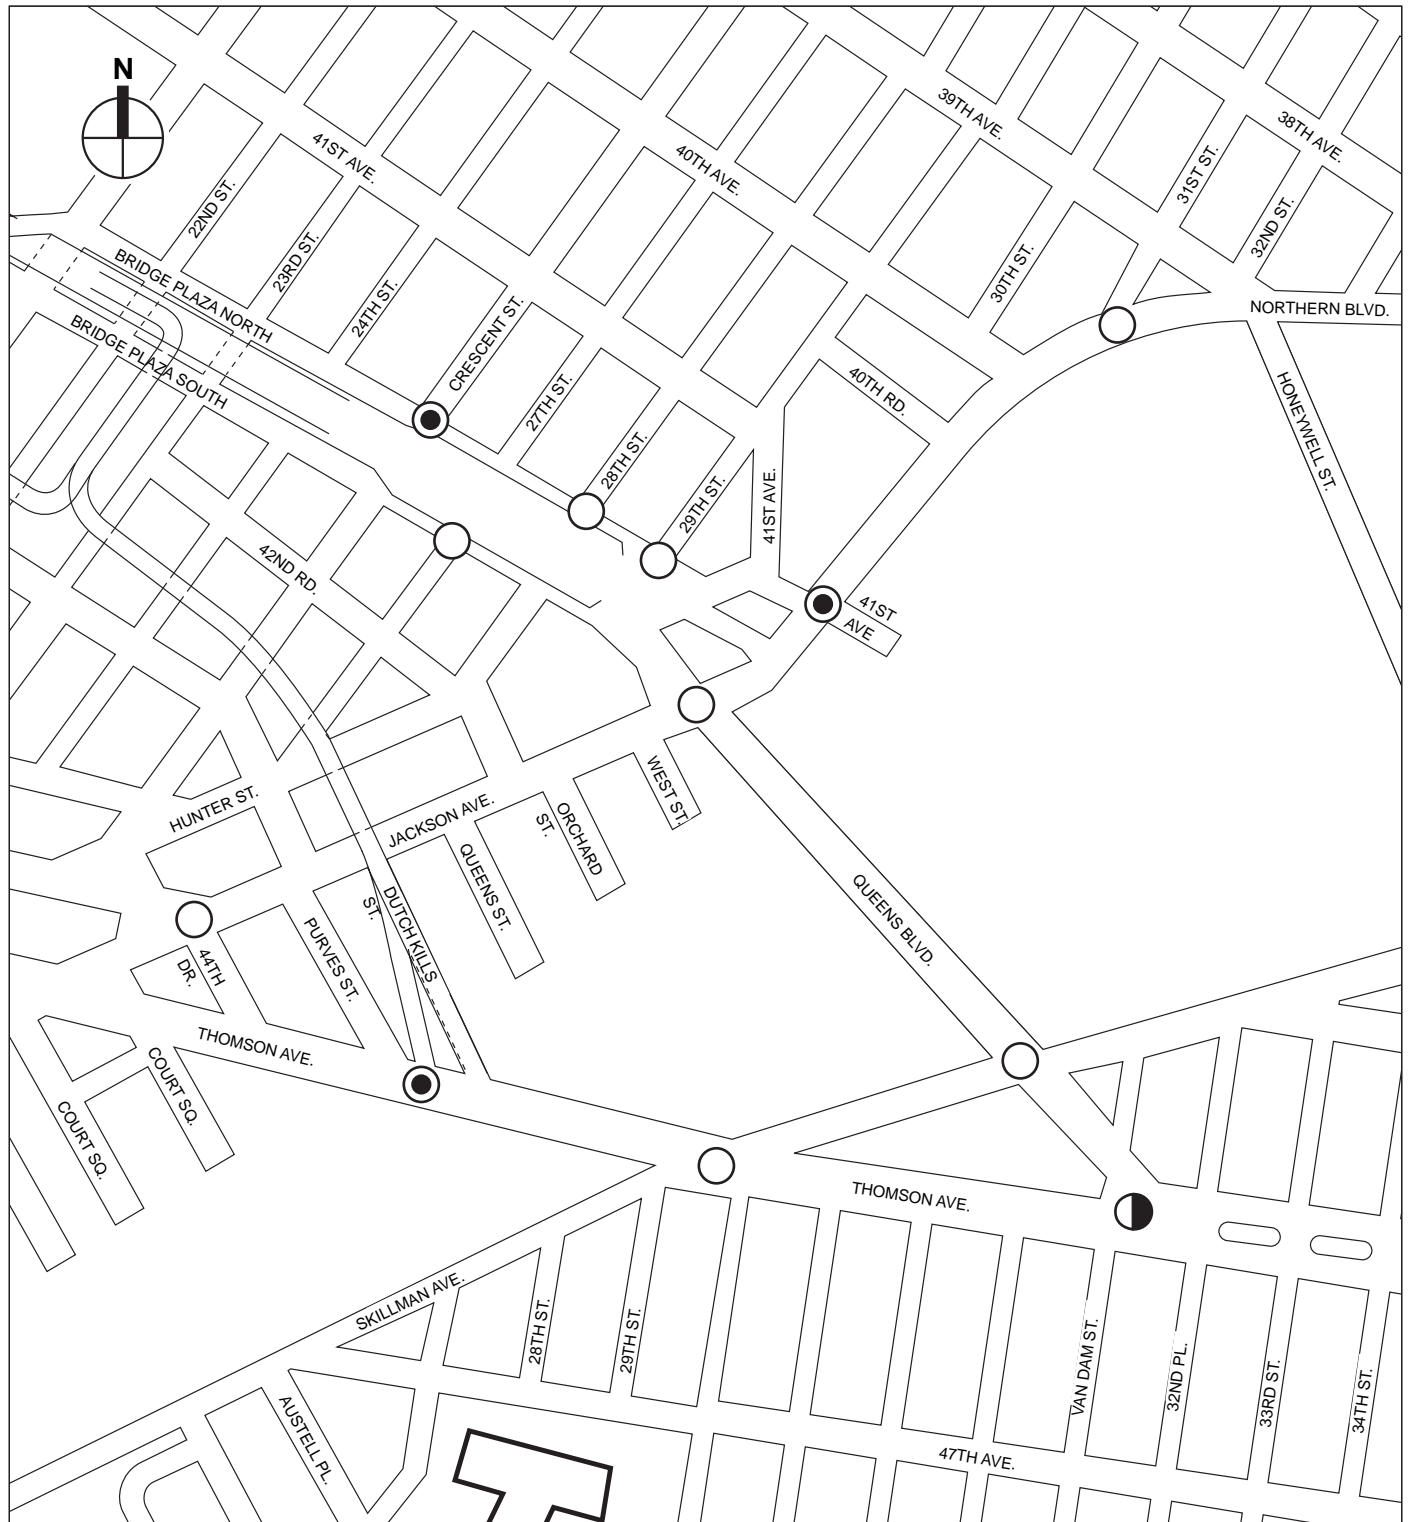 N
39TH AVE.
38TH AVE.
41ST AVE.
40TH AVE.
31ST ST.
22ND ST.
32ND ST.
23RD ST.
30TH ST.
BRIDGE PLAZA NORTH
24TH ST.
CRESCENT ST.
NORTHERN BLVD.
BRIDGE PLAZA SOUTH
27TH ST.
40TH RD.
HONEYWELL ST.
28TH ST.
29TH ST.
41ST AVE.
42ND RD.
41ST
AVE
WEST ST.
HUNTER ST.
JACKSON AVE.
ORCHARD
ST.
QUEENS ST.
DUTCH KILLS
ST.
QUEENS BLVD.
PURVES ST.
44TH
DR.
THOMSON AVE.
COURT SQ.
COURT SQ.
THOMSON AVE.
SKILLMAN AVE.
28TH ST.
29TH ST.
VAN DAM ST.
32ND PL.
33RD ST.
34TH ST.
AUSTELL PL.
47TH AVE.